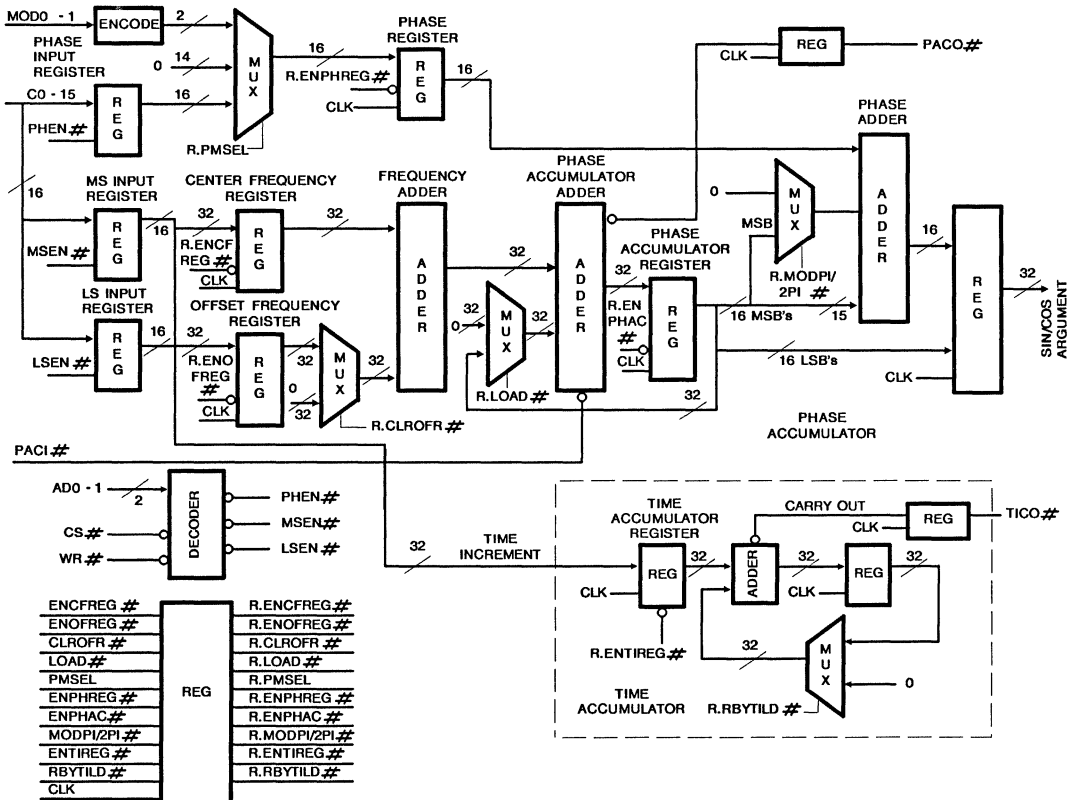 MOD0 - 1
ENCODE
2
PHASE
INPUT
REGISTER
0
14
MUX
16
PHASE
REGISTER
R.ENPHREG #
CLK
REG
16
REG
CLK
PACO #
C0 - 15
REG
16
PHEN #
R.PMSEL
16
PHASE
ADDER
ADDER
MS INPUT
REGISTER
REG
16
MSEN #
CENTER FREQUENCY
REGISTER
32
R.ENCF
REG #
CLK
REG
32
FREQUENCY
ADDER
ADDER
PHASE
ACCUMULATOR
ADDER
ADDER
0
MUX
MSB
R.MODPI/
2PI #
16
REG
32
SIN/COS
ARGUMENT
LS INPUT
REGISTER
REG
16
LSEN #
OFFSET FREQUENCY
REGISTER
32
R.ENO
FREG
#
CLK
REG
32
0
32
MUX
32
R.CLROFR #
32
32
0
MUX
32
R.LOAD #
PHASE
ACCUMULATOR
REGISTER
32
R.EN
PHAC
#
CLK
REG
16 MSB's
15
16 LSB's
32
CLK
PHASE
ACCUMULATOR
PACI #
AD0 - 1
2
CS #
WR #
DECODER
PHEN #
MSEN #
LSEN #
32
TIME
INCREMENT
TIME
ACCUMULATOR
REGISTER
REG
CLK
R.ENTIREG #
32
ADDER
CARRY OUT
CLK
REG
TICO #
32
CLK
REG
32
32
MUX
0
R.RBYTILD #
TIME
ACCUMULATOR
ENCFREG #
ENOFREG #
CLROFR #
LOAD #
PMSEL
ENPHREG #
ENPHAC #
MODPI/2PI #
ENTIREG #
RBYTILD #
CLK
REG
R.ENCFREG #
R.ENOFREG #
R.CLROFR #
R.LOAD #
R.PMSEL
R.ENPHREG #
R.ENPHAC #
R.MODPI/2PI #
R.ENTIREG #
R.RBYTILD #